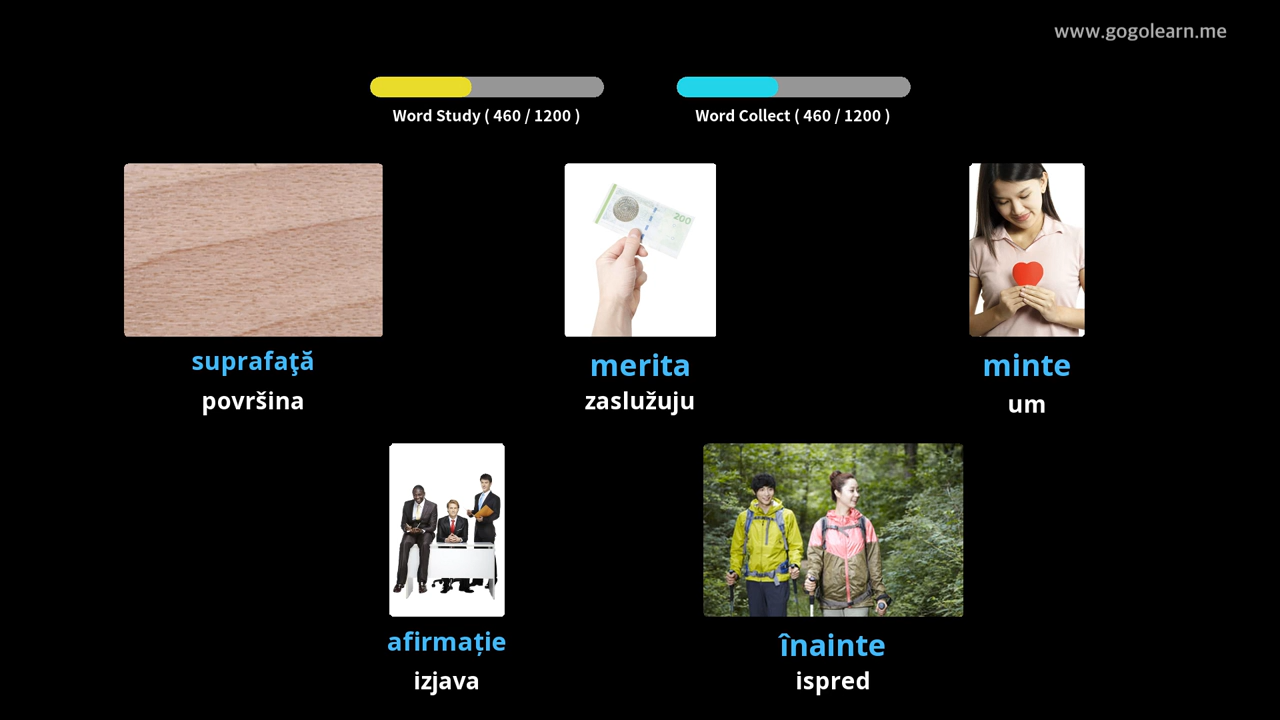 www.gogolearn.me
Word Study ( 460 / 1200 )
Word Collect ( 460 / 1200 )
200
suprafaţă
merita
minte
površina
zaslužuju
um
afirmație
înainte
izjava
ispred